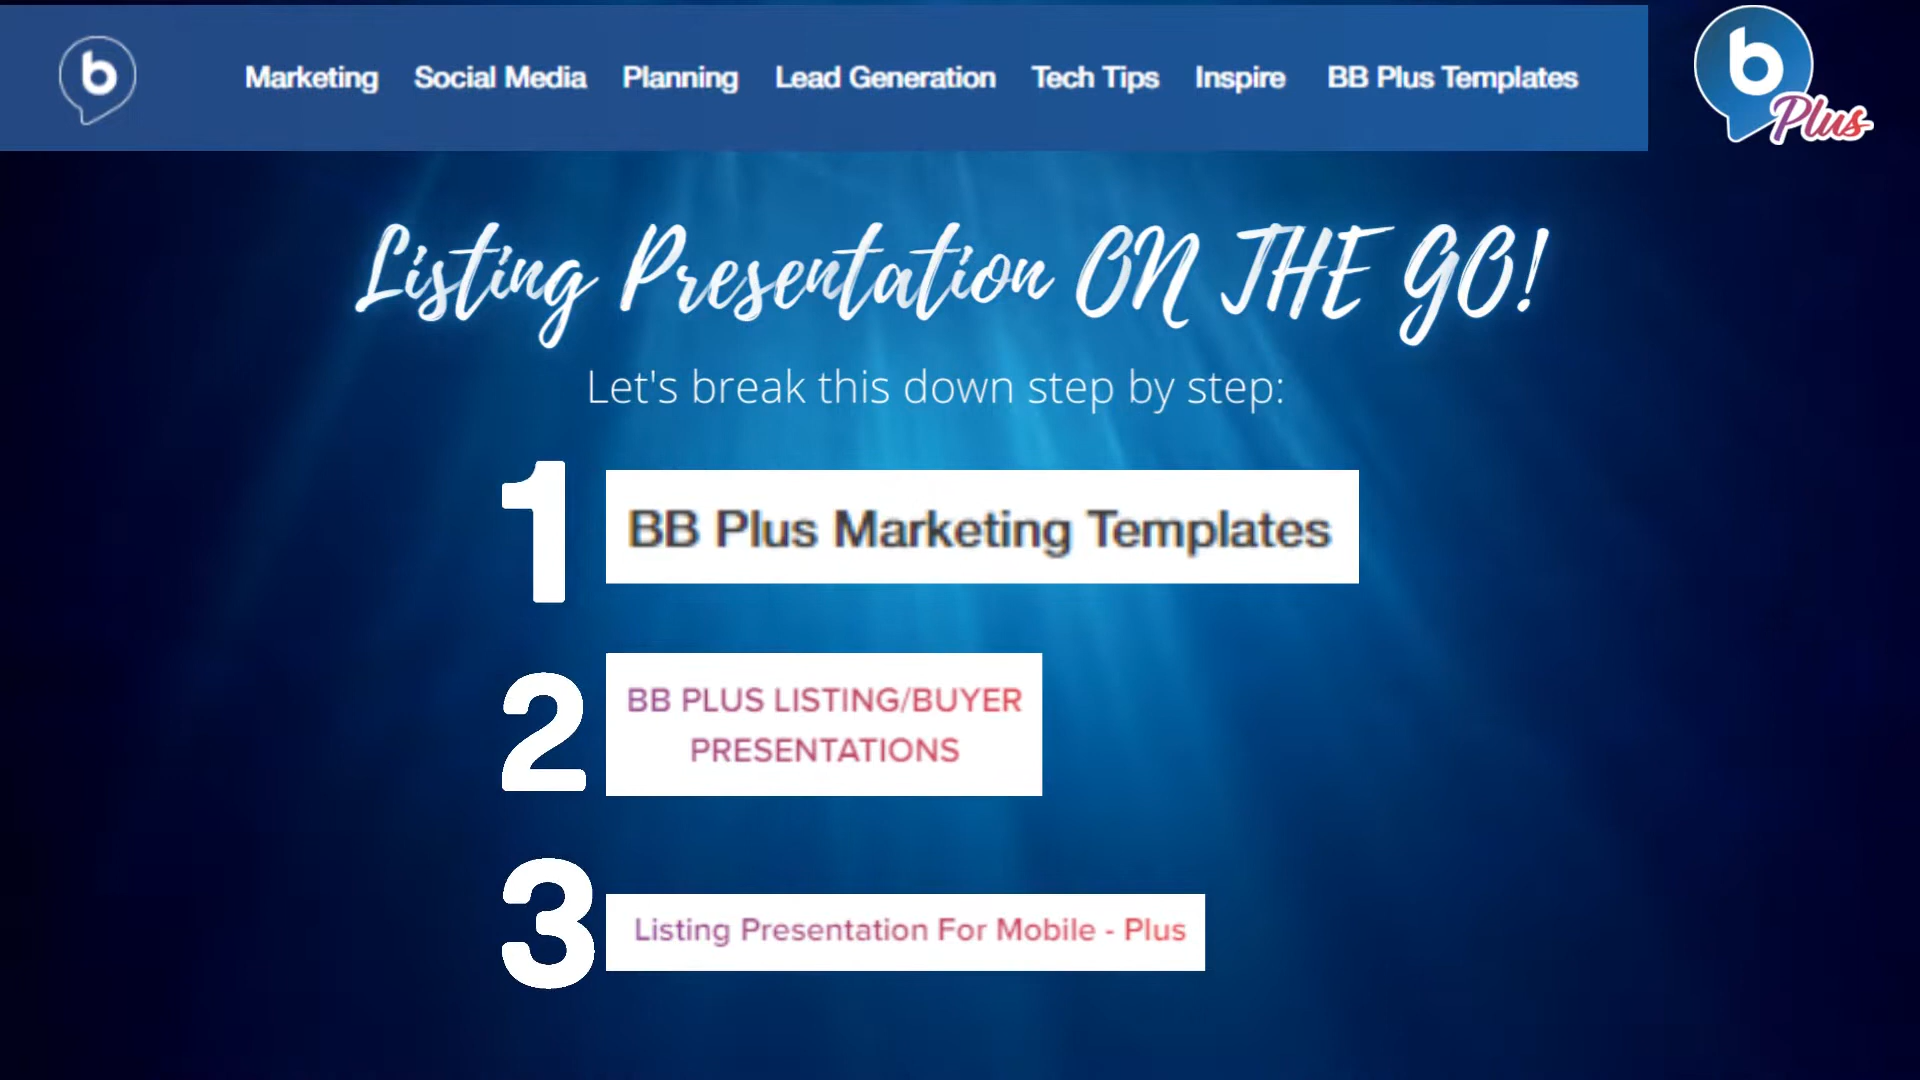 b Marketing Social Media Planning Lead Generation Tech Tips Inspire BB Plus Templates
b Plus
Listing Presentation ON THE GO!
Let's break this down step by step:
1 BB Plus Marketing Templates
2 BB PLUS LISTING/BUYER
PRESENTATIONS
3 Listing Presentation For Mobile - Plus